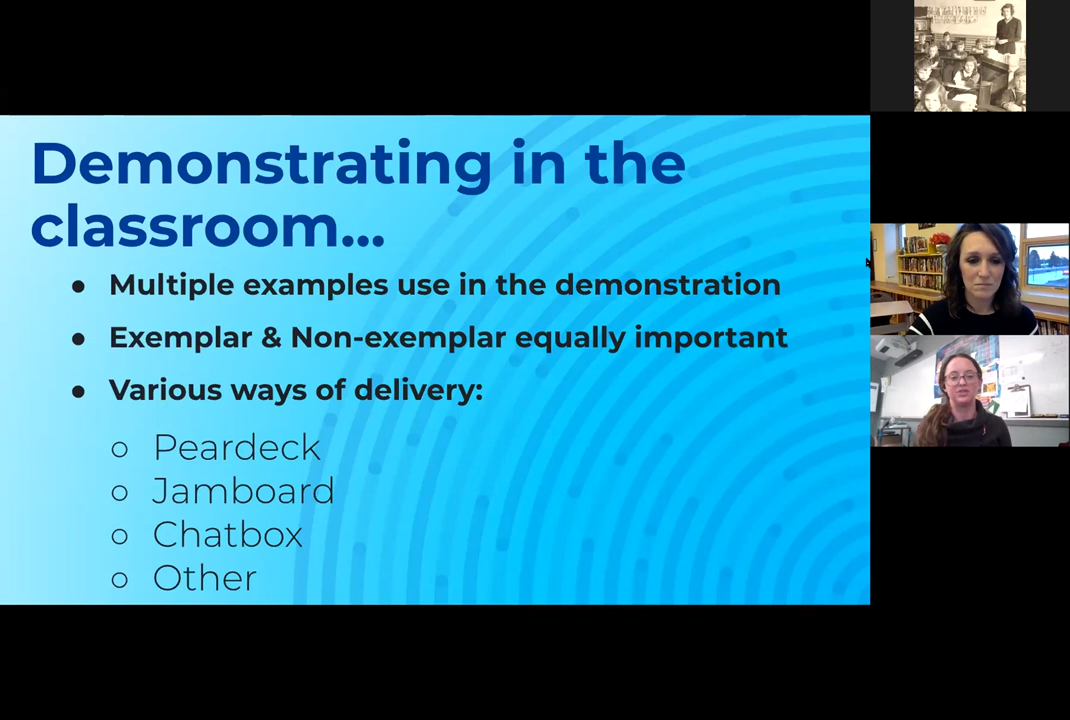 Demonstrating in the
classroom...
● Multiple examples use in the demonstration
● Exemplar & Non-exemplar equally important
● Various ways of delivery:
○ Peardeck
○ Jamboard
○ Chatbox
○ Other